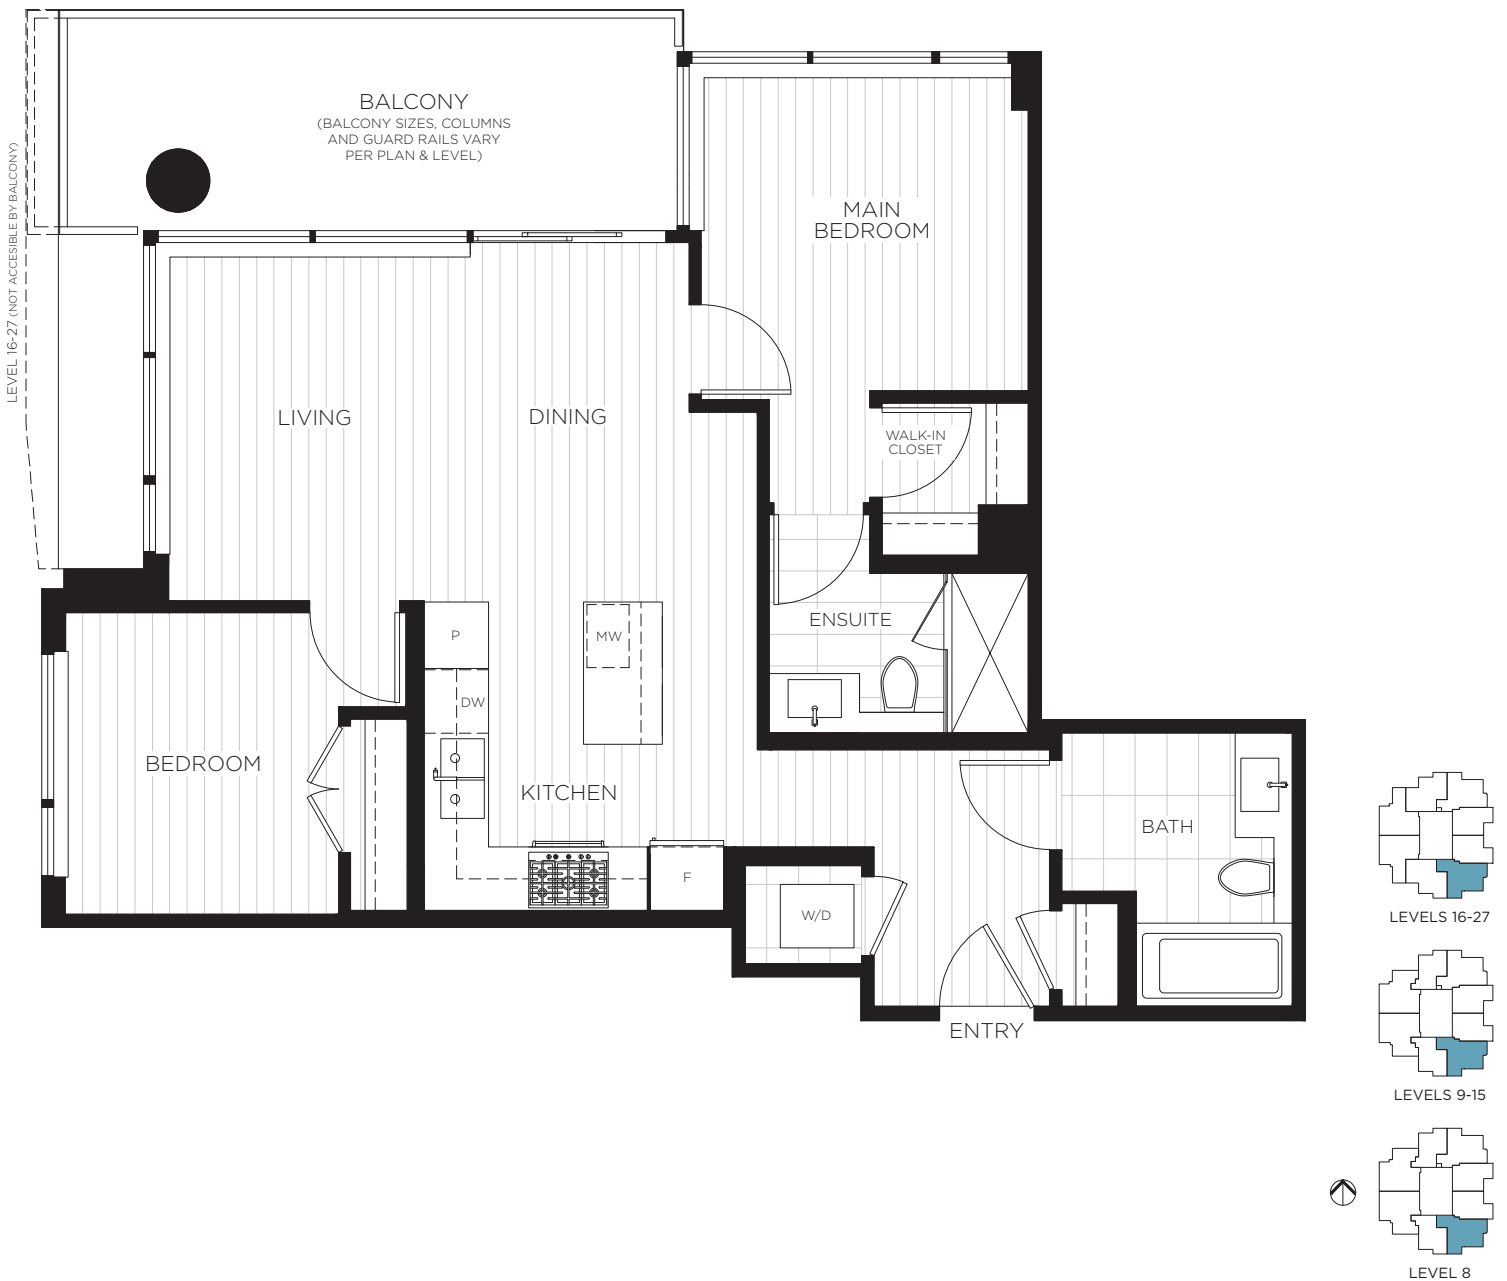 BALCONY
(BALCONY SIZES, COLUMNS
AND GUARD RAILS VARY
PER PLAN & LEVEL)
LEVEL 16-27 (NOT ACCESIBLE BY BALCONY)
MAIN
BEDROOM
LIVING
DINING
WALK-IN
CLOSET
ENSUITE
P
MW
DW
BEDROOM
KITCHEN
BATH
F
W/D
ENTRY
LEVELS 16-27
LEVELS 9-15
LEVEL 8